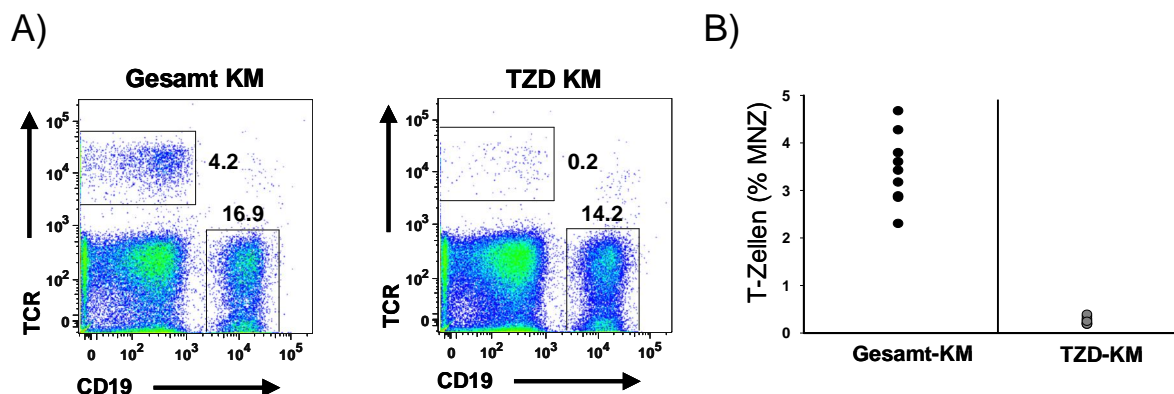 A)
B)
Gesamt KM
TZD KM
10⁵
10⁴
10³
10²
0
TCR
4.2
16.9
0
10²
10³
10⁴
10⁵
CD19
10⁵
10⁴
10³
10²
0
TCR
0.2
14.2
0
10²
10³
10⁴
10⁵
CD19
T-Zellen (% MNZ)
5
4
3
2
1
0
Gesamt-KM
TZD-KM